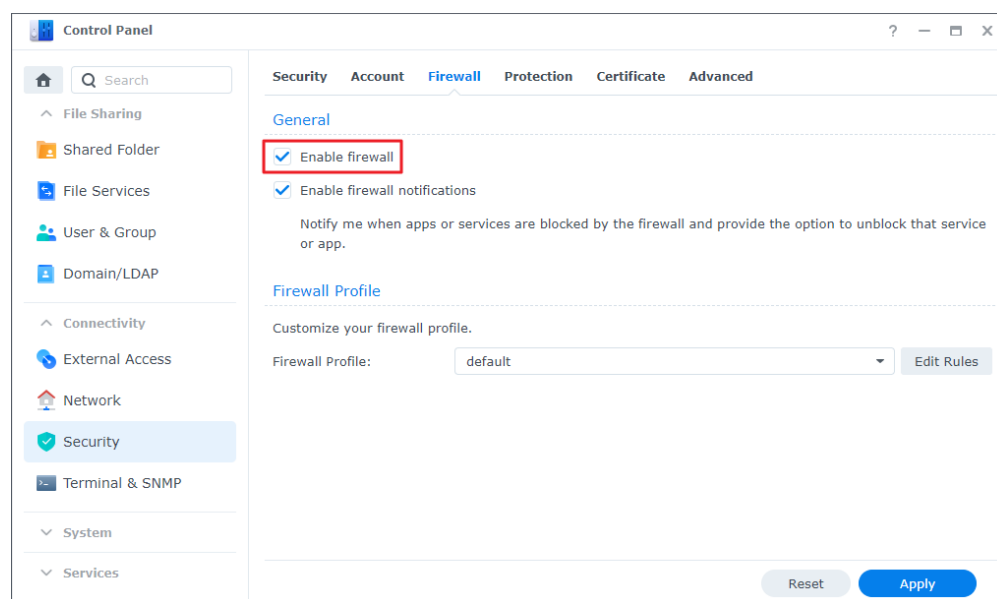 Control Panel
?
Search
File Sharing
Shared Folder
File Services
User & Group
Domain/LDAP
Connectivity
External Access
Network
Security
Terminal & SNMP
System
Services
Security Account Firewall Protection Certificate Advanced
General
Enable firewall
Enable firewall notifications
Notify me when apps or services are blocked by the firewall and provide the option to unblock that service
or app.
Firewall Profile
Customize your firewall profile.
Firewall Profile: default Edit Rules
Reset Apply